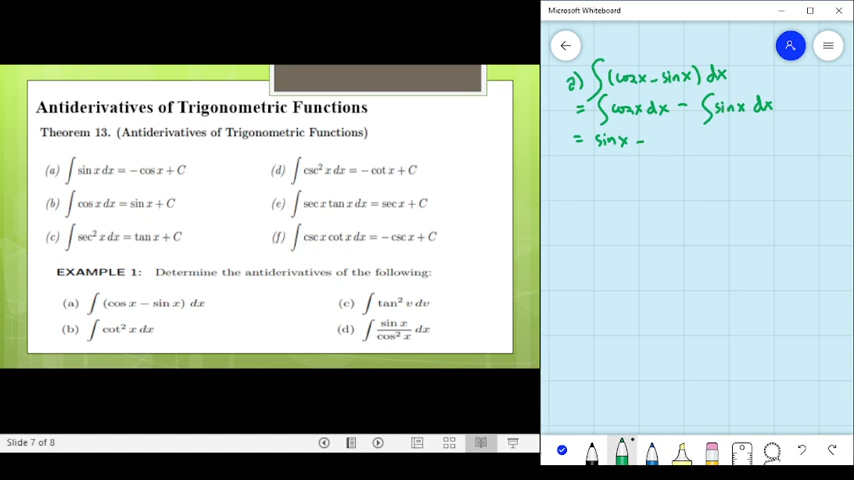 Microsoft Whiteboard
Antiderivatives of Trigonometric Functions
Theorem 13. (Antiderivatives of Trigonometric Functions)
(a) ∫ sin x dx = − cos x + C
(d) ∫ csc² x dx = − cot x + C
(b) ∫ cos x dx = sin x + C
(e) ∫ sec x tan x dx = sec x + C
(c) ∫ sec² x dx = tan x + C
(f) ∫ csc x cot x dx = − csc x + C
EXAMPLE 1: Determine the antiderivatives of the following:
(a) ∫ (cos x − sin x) dx
(c) ∫ tan² v dv
(b) ∫ cot² x dx
(d) ∫ sin x / cos² x dx
Slide 7 of 8
a) ∫ (cos x − sin x) dx
= ∫ cos x dx − ∫ sin x dx
= sin x −